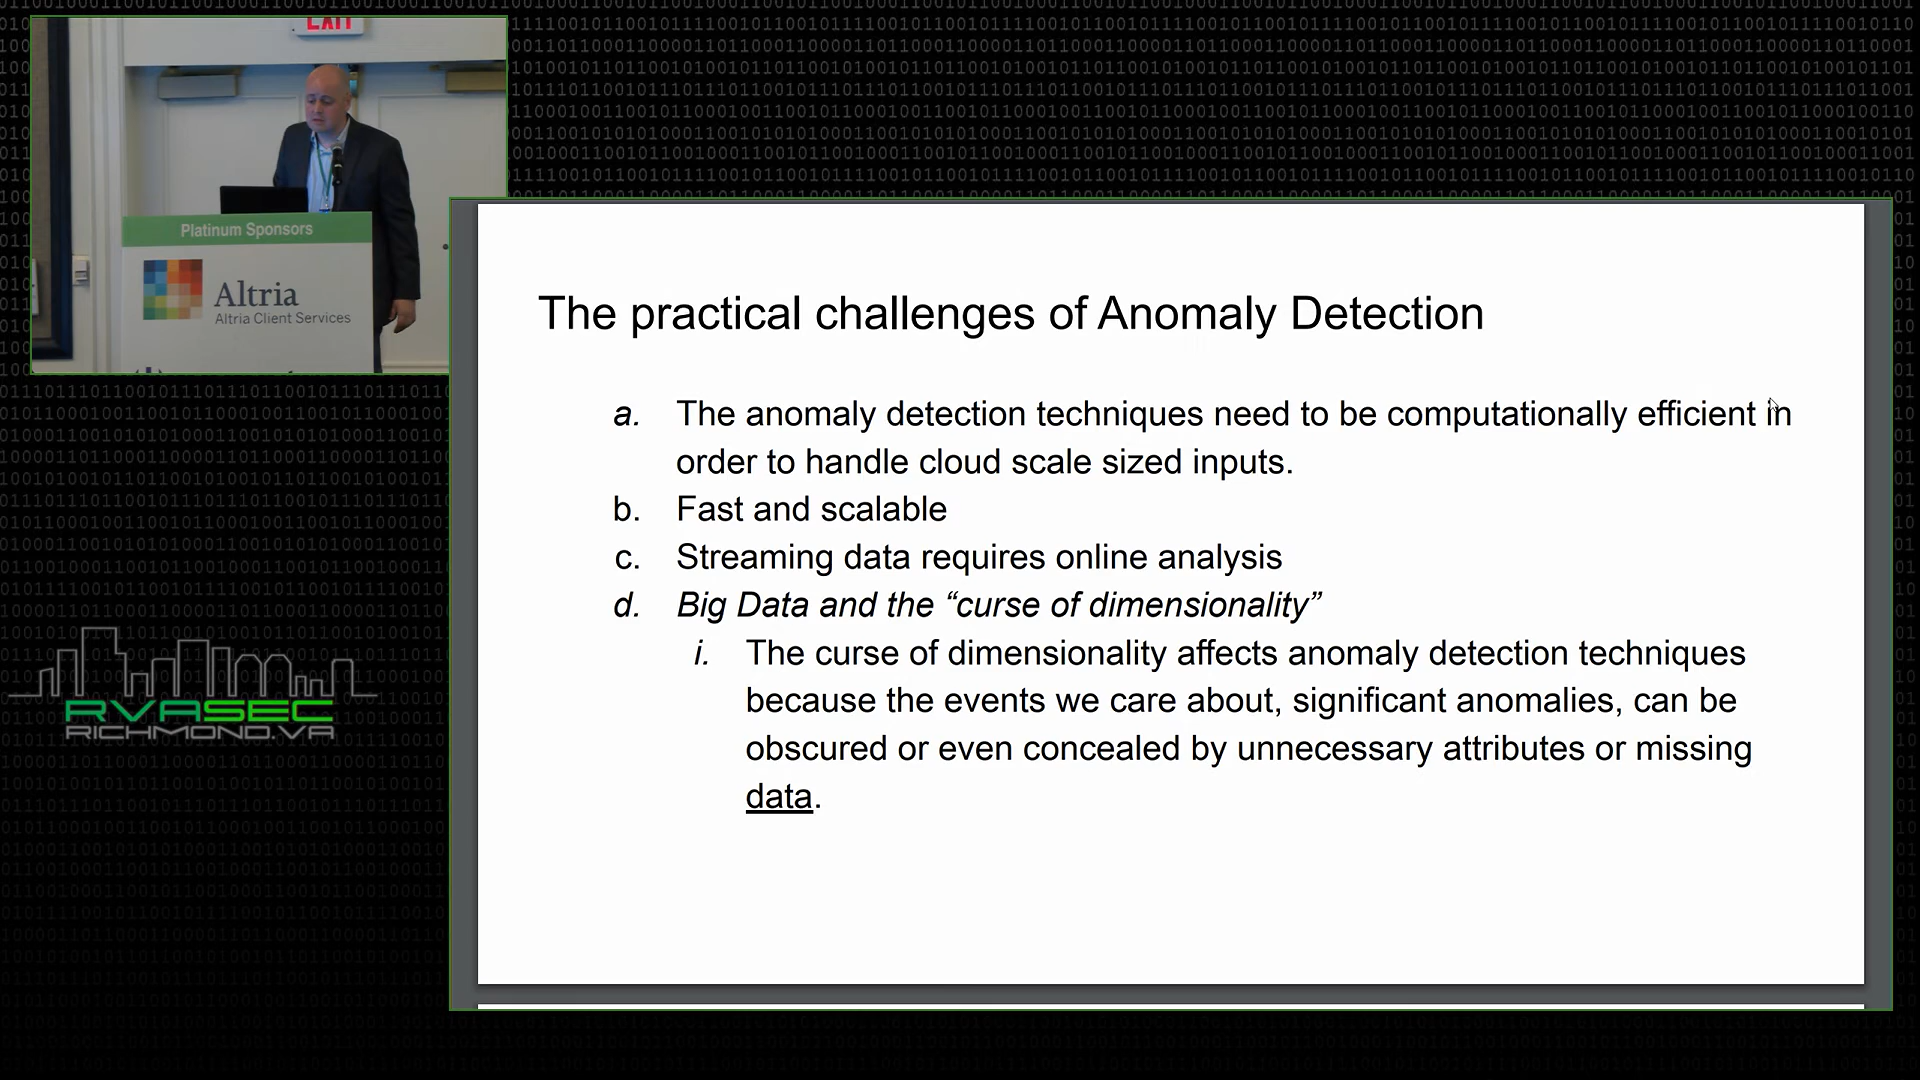 EXIT
Platinum Sponsors
Altria
Altria Client Services
The practical challenges of Anomaly Detection
a. The anomaly detection techniques need to be computationally efficient in
order to handle cloud scale sized inputs.
b. Fast and scalable
c. Streaming data requires online analysis
d. Big Data and the “curse of dimensionality”
i. The curse of dimensionality affects anomaly detection techniques
because the events we care about, significant anomalies, can be
obscured or even concealed by unnecessary attributes or missing
data.
RVASEC
RICHMOND.VA